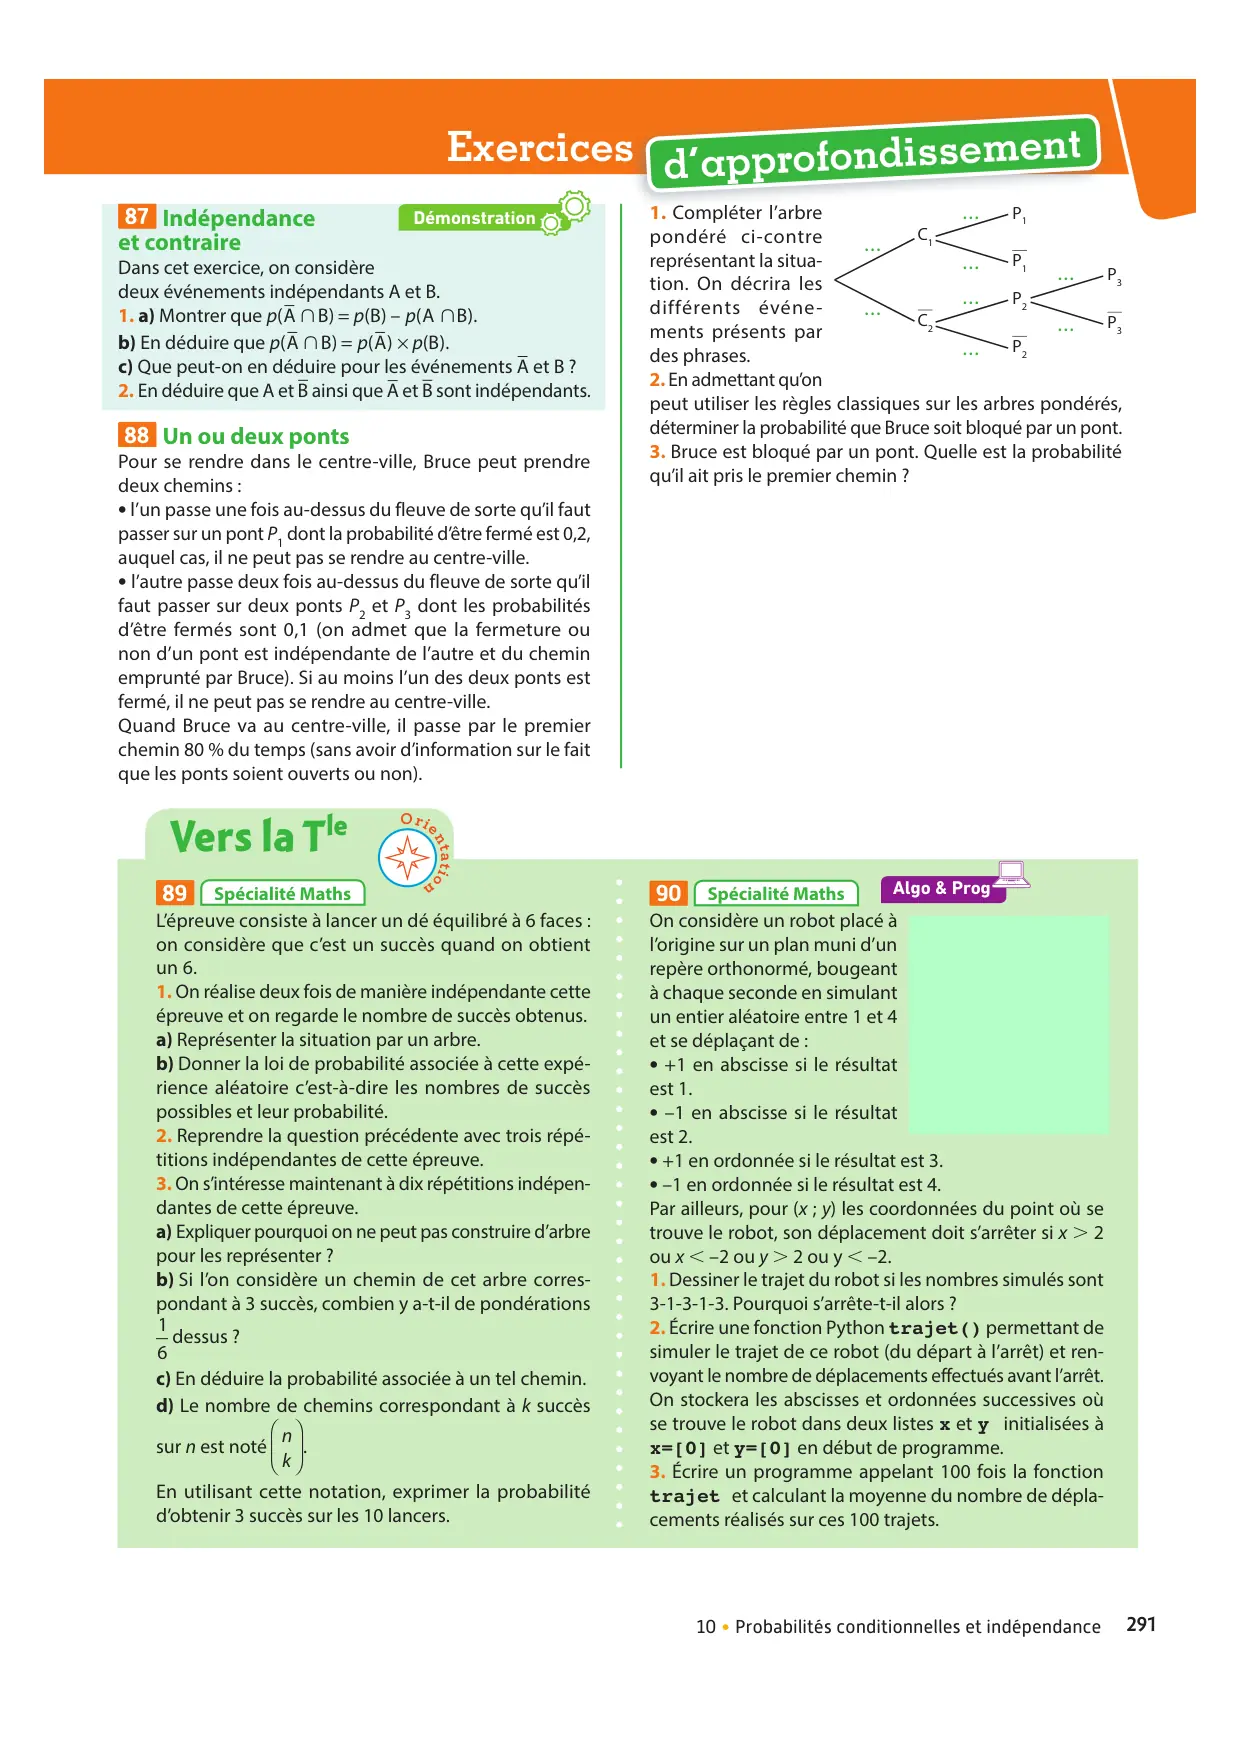 Exercices d'approfondissement
87 Indépendance
et contraire
Démonstration
Dans cet exercice, on considère
deux événements indépendants A et B.
1. a) Montrer que p(A̅ ∩ B) = p(B) – p(A ∩ B).
b) En déduire que p(A̅ ∩ B) = p(A̅) × p(B).
c) Que peut-on en déduire pour les événements A̅ et B ?
2. En déduire que A et B̅ ainsi que A̅ et B̅ sont indépendants.
88 Un ou deux ponts
Pour se rendre dans le centre-ville, Bruce peut prendre
deux chemins :
• l'un passe une fois au-dessus du fleuve de sorte qu'il faut
passer sur un pont P₁ dont la probabilité d'être fermé est 0,2,
auquel cas, il ne peut pas se rendre au centre-ville.
• l'autre passe deux fois au-dessus du fleuve de sorte qu'il
faut passer sur deux ponts P₂ et P₃ dont les probabilités
d'être fermés sont 0,1 (on admet que la fermeture ou
non d'un pont est indépendante de l'autre et du chemin
emprunté par Bruce). Si au moins l'un des deux ponts est
fermé, il ne peut pas se rendre au centre-ville.
Quand Bruce va au centre-ville, il passe par le premier
chemin 80 % du temps (sans avoir d'information sur le fait
que les ponts soient ouverts ou non).
1. Compléter l'arbre
pondéré ci-contre
représentant la situa-
tion. On décrira les
différents événe-
ments présents par
des phrases.
... C₁ ... P₁
... P̅₁
... C̅₂ ... P₂ ... P₃
... P̅₃
... P̅₂
2. En admettant qu'on
peut utiliser les règles classiques sur les arbres pondérés,
déterminer la probabilité que Bruce soit bloqué par un pont.
3. Bruce est bloqué par un pont. Quelle est la probabilité
qu'il ait pris le premier chemin ?
Vers la Tle
Orientation
89 Spécialité Maths
L'épreuve consiste à lancer un dé équilibré à 6 faces :
on considère que c'est un succès quand on obtient
un 6.
1. On réalise deux fois de manière indépendante cette
épreuve et on regarde le nombre de succès obtenus.
a) Représenter la situation par un arbre.
b) Donner la loi de probabilité associée à cette expé-
rience aléatoire c'est-à-dire les nombres de succès
possibles et leur probabilité.
2. Reprendre la question précédente avec trois répé-
titions indépendantes de cette épreuve.
3. On s'intéresse maintenant à dix répétitions indépen-
dantes de cette épreuve.
a) Expliquer pourquoi on ne peut pas construire d'arbre
pour les représenter ?
b) Si l'on considère un chemin de cet arbre corres-
pondant à 3 succès, combien y a-t-il de pondérations
1/6 dessus ?
c) En déduire la probabilité associée à un tel chemin.
d) Le nombre de chemins correspondant à k succès
sur n est noté (n k).
En utilisant cette notation, exprimer la probabilité
d'obtenir 3 succès sur les 10 lancers.
90 Spécialité Maths
Algo & Prog
On considère un robot placé à
l'origine sur un plan muni d'un
repère orthonormé, bougeant
à chaque seconde en simulant
un entier aléatoire entre 1 et 4
et se déplaçant de :
• +1 en abscisse si le résultat
est 1.
• –1 en abscisse si le résultat
est 2.
• +1 en ordonnée si le résultat est 3.
• –1 en ordonnée si le résultat est 4.
Par ailleurs, pour (x ; y) les coordonnées du point où se
trouve le robot, son déplacement doit s'arrêter si x > 2
ou x < –2 ou y > 2 ou y < –2.
1. Dessiner le trajet du robot si les nombres simulés sont
3-1-3-1-3. Pourquoi s'arrête-t-il alors ?
2. Écrire une fonction Python trajet() permettant de
simuler le trajet de ce robot (du départ à l'arrêt) et ren-
voyant le nombre de déplacements effectués avant l'arrêt.
On stockera les abscisses et ordonnées successives où
se trouve le robot dans deux listes x et y initialisées à
x=[0] et y=[0] en début de programme.
3. Écrire un programme appelant 100 fois la fonction
trajet et calculant la moyenne du nombre de dépla-
cements réalisés sur ces 100 trajets.
10 • Probabilités conditionnelles et indépendance 291